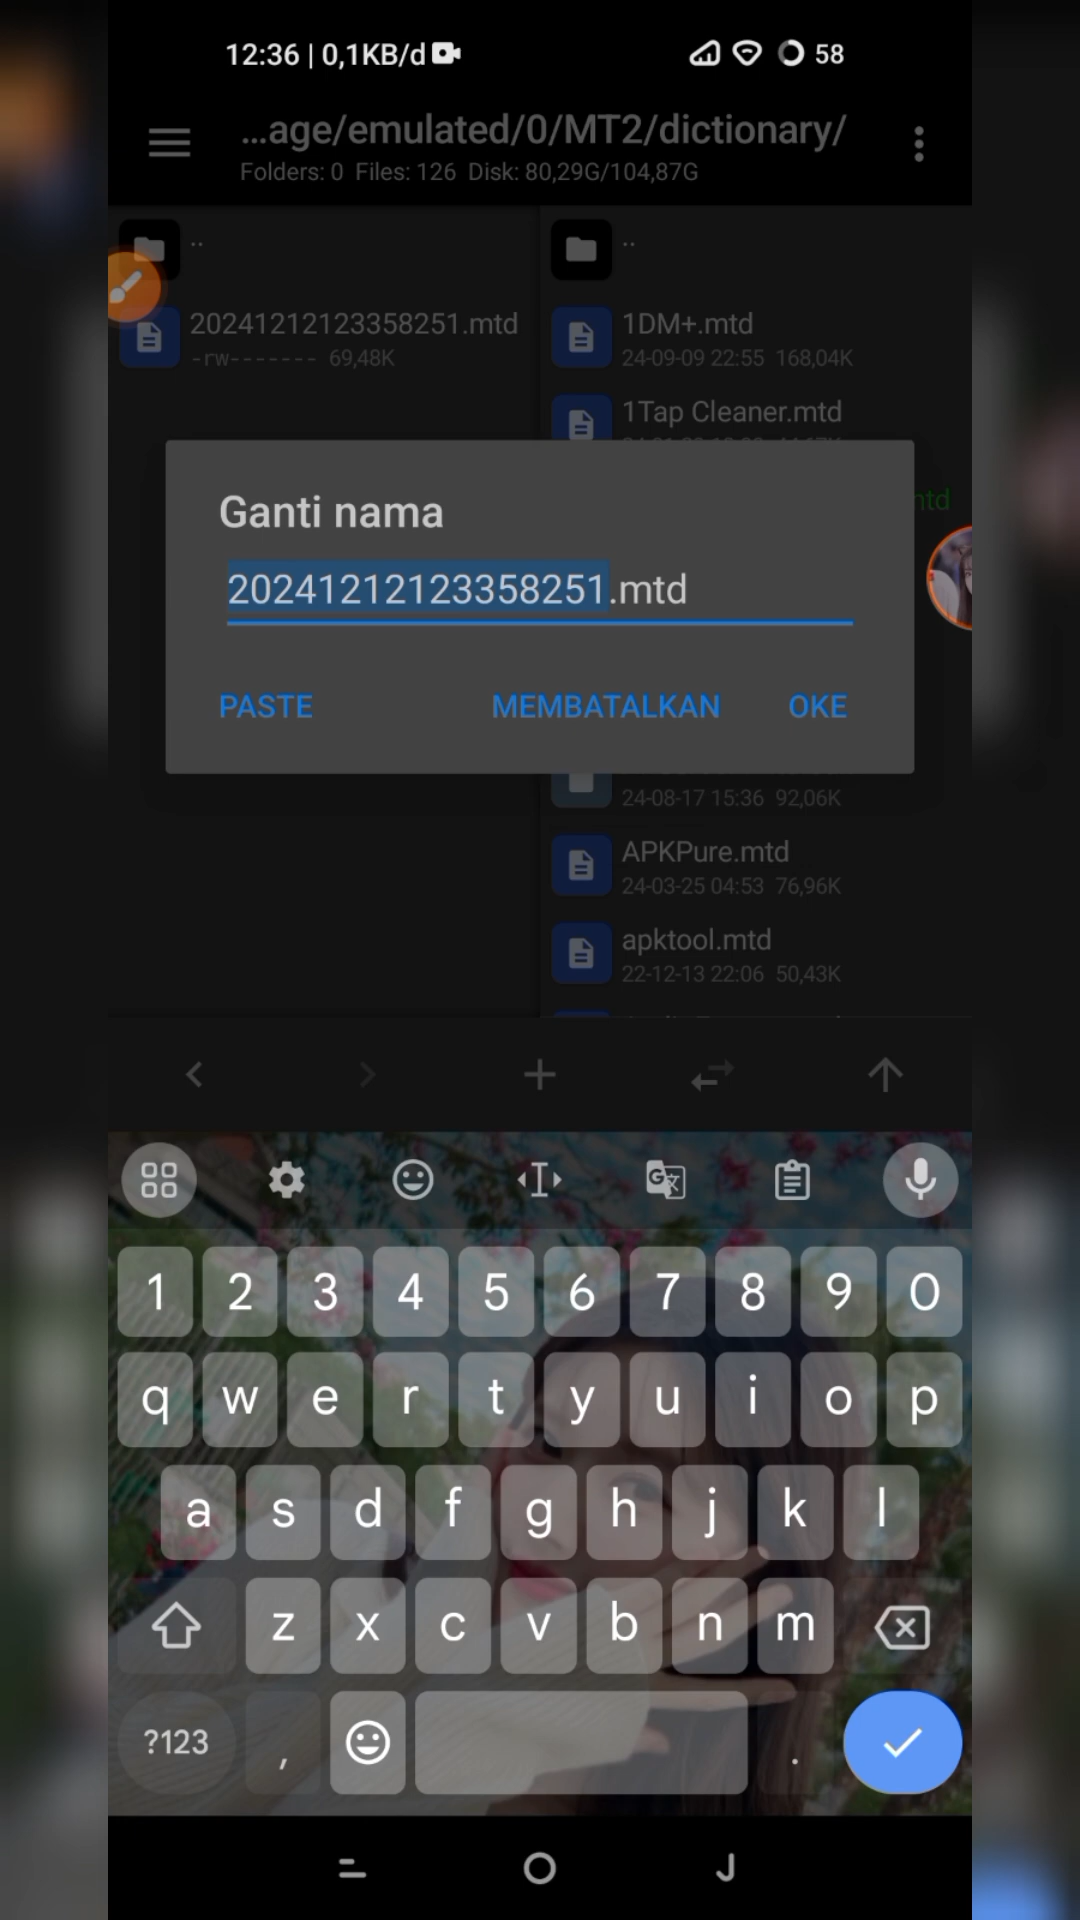 12:36 | 0,1KB/d
58
...age/emulated/0/MT2/dictionary/
Folders: 0 Files: 126 Disk: 80,29G/104,87G
..
20241212123358251.mtd
-rw------- 69,48K
..
1DM+.mtd
24-09-09 22:55 168,04K
1Tap Cleaner.mtd
Ganti nama
20241212123358251.mtd
PASTE
MEMBATALKAN
OKE
24-08-17 15:36 92,06K
APKPure.mtd
24-03-25 04:53 76,96K
apktool.mtd
22-12-13 22:06 50,43K
1 2 3 4 5 6 7 8 9 0
q w e r t y u i o p
a s d f g h j k l
z x c v b n m
?123 , .